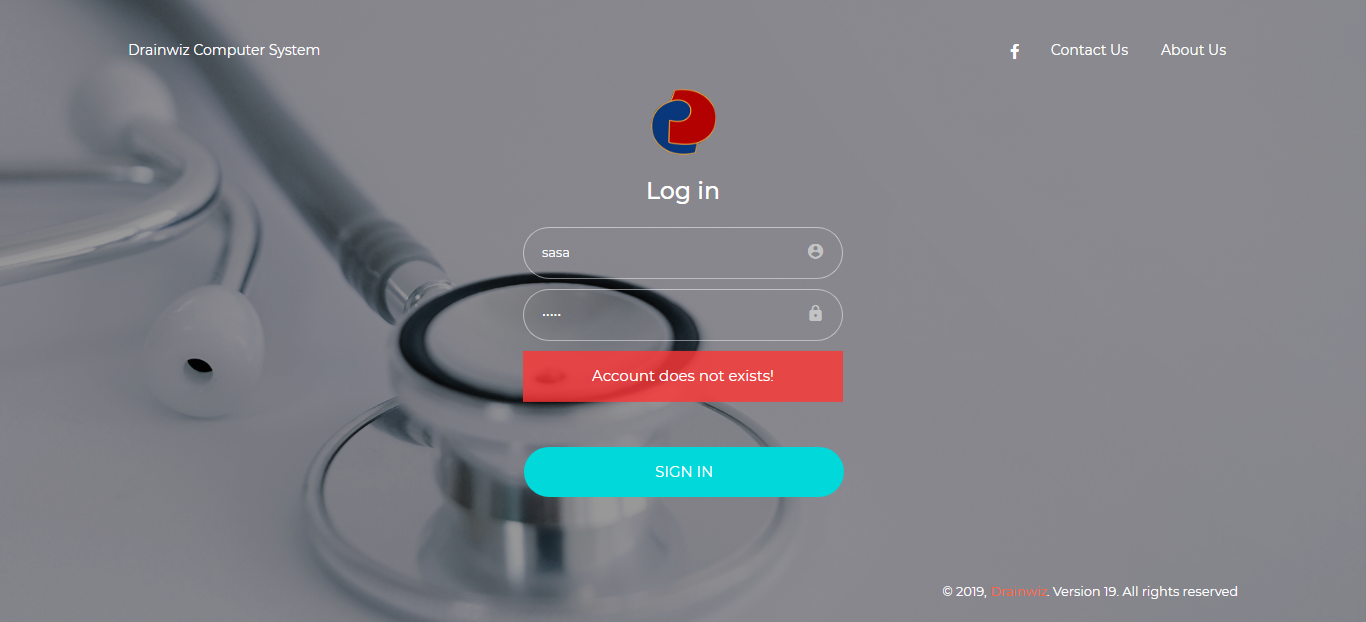 Drainwiz Computer System
Contact Us
About Us
Log in
sasa
•••••
Account does not exists!
SIGN IN
© 2019, Drainwiz. Version 19. All rights reserved